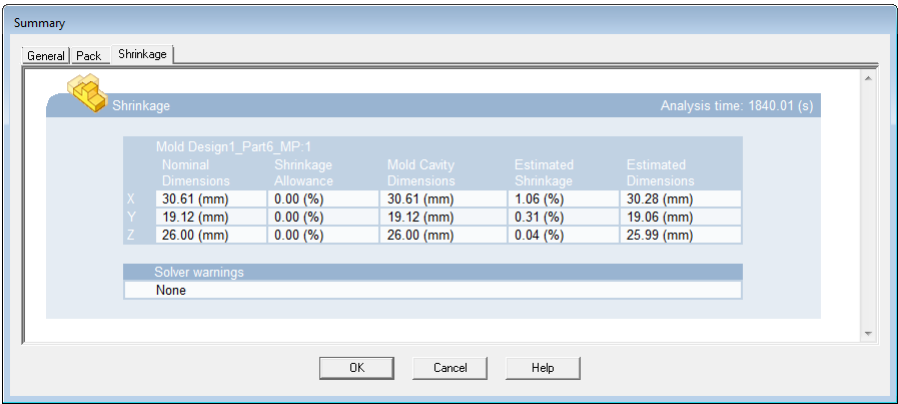 Summary
General Pack Shrinkage
Shrinkage Analysis time: 1840.01 (s)
Mold Design1_Part6_MP:1
Nominal Shrinkage Mold Cavity Estimated Estimated
Dimensions Allowance Dimensions Shrinkage Dimensions
X 30.61 (mm) 0.00 (%) 30.61 (mm) 1.06 (%) 30.28 (mm)
Y 19.12 (mm) 0.00 (%) 19.12 (mm) 0.31 (%) 19.06 (mm)
Z 26.00 (mm) 0.00 (%) 26.00 (mm) 0.04 (%) 25.99 (mm)
Solver warnings
None
OK Cancel Help